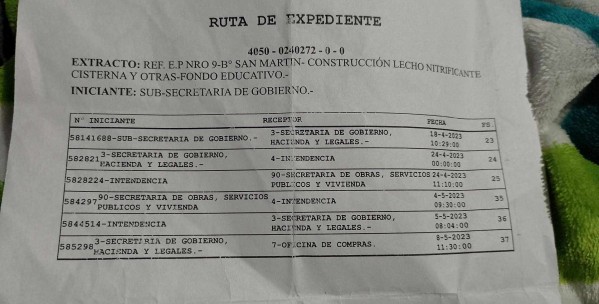 RUTA DE EXPEDIENTE
4050 - 0240272 - 0 - 0
EXTRACTO: REF. E.P NRO 9-B° SAN MARTIN- CONSTRUCCIÓN LECHO NITRIFICANTE
CISTERNA Y OTRAS-FONDO EDUCATIVO.-
INICIANTE: SUB-SECRETARIA DE GOBIERNO.-
N° INICIANTE RECEPTOR FECHA FS.
58141688-SUB-SECRETARIA DE GOBIERNO.- 3-SECRETARIA DE GOBIERNO, HACIENDA Y LEGALES.- 18-4-2023 10:29:00 23
582821 3-SECRETARIA DE GOBIERNO, HACIENDA Y LEGALES.- 4-INTENDENCIA 24-4-2023 00:00:00 24
5828224-INTENDENCIA 90-SECRETARIA DE OBRAS, SERVICIOS PUBLICOS Y VIVIENDA 24-4-2023 11:10:00 25
584297 90-SECRETARIA DE OBRAS, SERVICIOS PUBLICOS Y VIVIENDA 4-INTENDENCIA 4-5-2023 09:30:00 35
5844514-INTENDENCIA 3-SECRETARIA DE GOBIERNO, HACIENDA Y LEGALES.- 5-5-2023 08:04:00 36
585298 3-SECRETARIA DE GOBIERNO, HACIENDA Y LEGALES.- 7-OFICINA DE COMPRAS. 8-5-2023 11:30:00 37